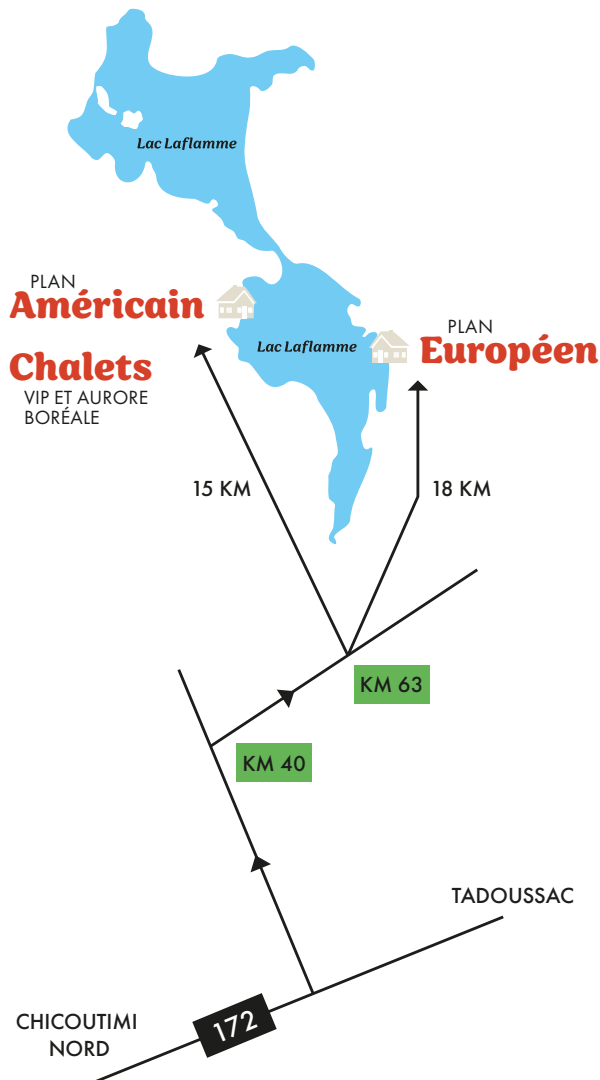 Lac Laflamme
PLAN
Américain
Chalets
VIP ET AURORE
BORÉALE
Lac Laflamme
PLAN
Européen
15 KM
18 KM
KM 63
KM 40
TADOUSSAC
CHICOUTIMI
NORD
172